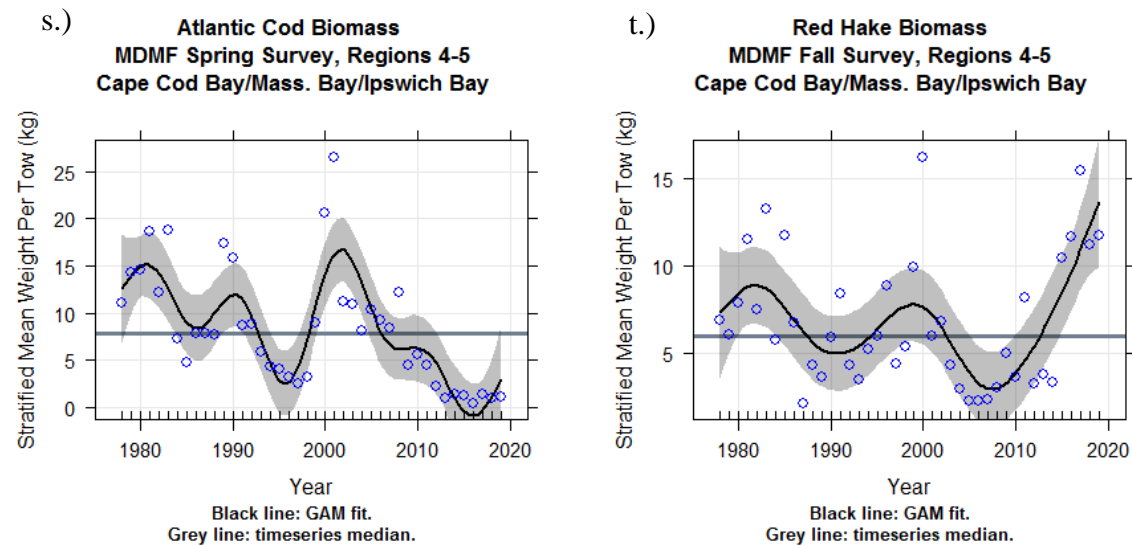 s.)
Atlantic Cod Biomass
MDMF Spring Survey, Regions 4-5
Cape Cod Bay/Mass. Bay/Ipswich Bay
Stratified Mean Weight Per Tow (kg)
25
20
15
10
5
0
1980 1990 2000 2010 2020
Year
Black line: GAM fit.
Grey line: timeseries median.
t.)
Red Hake Biomass
MDMF Fall Survey, Regions 4-5
Cape Cod Bay/Mass. Bay/Ipswich Bay
Stratified Mean Weight Per Tow (kg)
15
10
5
1980 1990 2000 2010 2020
Year
Black line: GAM fit.
Grey line: timeseries median.